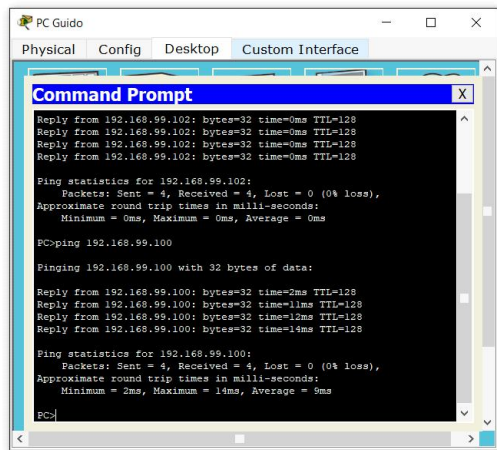 PC Guido
Physical Config Desktop Custom Interface
Command Prompt
X
Reply from 192.168.99.102: bytes=32 time=0ms TTL=128
Reply from 192.168.99.102: bytes=32 time=0ms TTL=128
Reply from 192.168.99.102: bytes=32 time=0ms TTL=128
Reply from 192.168.99.102: bytes=32 time=0ms TTL=128
Ping statistics for 192.168.99.102:
Packets: Sent = 4, Received = 4, Lost = 0 (0% loss),
Approximate round trip times in milli-seconds:
Minimum = 0ms, Maximum = 0ms, Average = 0ms
PC>ping 192.168.99.100
Pinging 192.168.99.100 with 32 bytes of data:
Reply from 192.168.99.100: bytes=32 time=2ms TTL=128
Reply from 192.168.99.100: bytes=32 time=11ms TTL=128
Reply from 192.168.99.100: bytes=32 time=12ms TTL=128
Reply from 192.168.99.100: bytes=32 time=14ms TTL=128
Ping statistics for 192.168.99.100:
Packets: Sent = 4, Received = 4, Lost = 0 (0% loss),
Approximate round trip times in milli-seconds:
Minimum = 2ms, Maximum = 14ms, Average = 9ms
PC>